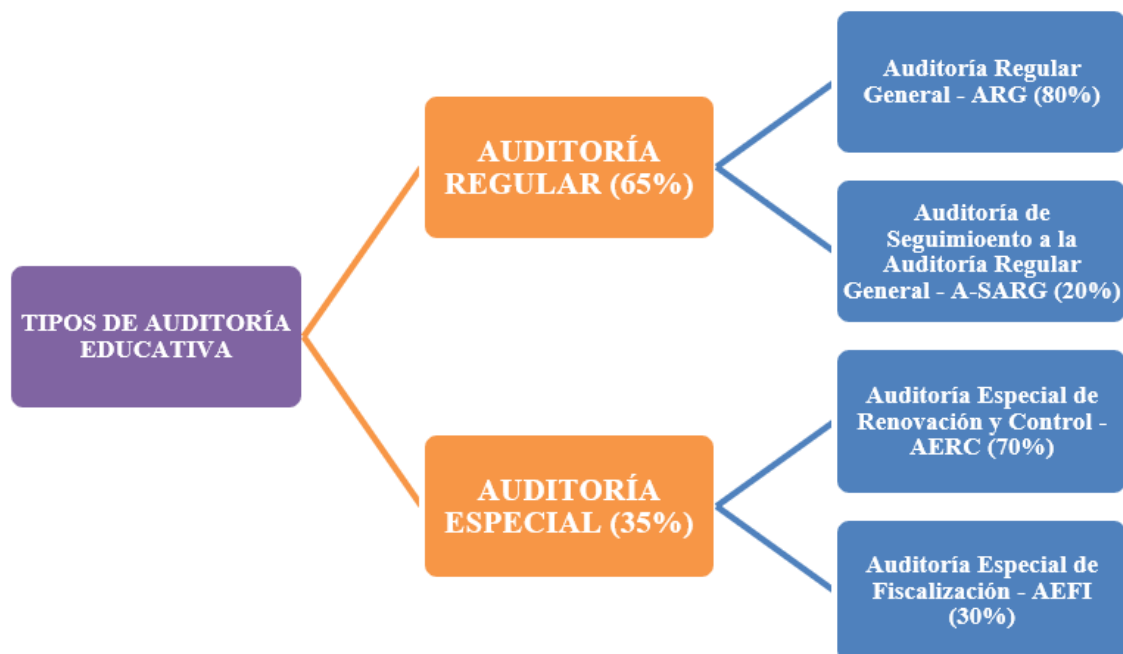 TIPOS DE AUDITORÍA
EDUCATIVA
AUDITORÍA
REGULAR (65%)
Auditoría Regular
General - ARG (80%)
Auditoría de
Seguimioento a la
Auditoría Regular
General - A-SARG (20%)
AUDITORÍA
ESPECIAL (35%)
Auditoría Especial de
Renovación y Control -
AERC (70%)
Auditoría Especial de
Fiscalización - AEFI
(30%)